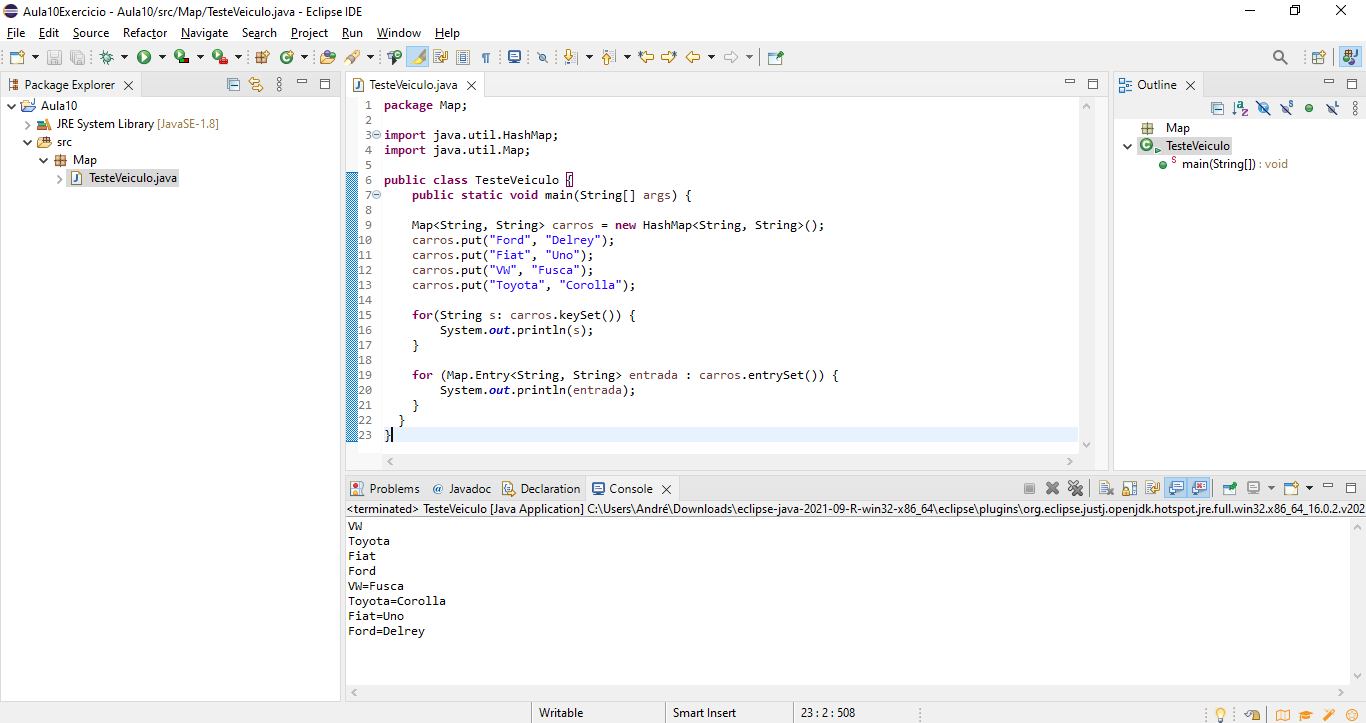 Aula10Exercicio - Aula10/src/Map/TesteVeiculo.java - Eclipse IDE
File Edit Source Refactor Navigate Search Project Run Window Help
Package Explorer
Aula10
JRE System Library [JavaSE-1.8]
src
Map
TesteVeiculo.java
TesteVeiculo.java
1 package Map;
2
3 import java.util.HashMap;
4 import java.util.Map;
5
6 public class TesteVeiculo {
7 public static void main(String[] args) {
8
9 Map<String, String> carros = new HashMap<String, String>();
10 carros.put("Ford", "Delrey");
11 carros.put("Fiat", "Uno");
12 carros.put("VW", "Fusca");
13 carros.put("Toyota", "Corolla");
14
15 for(String s: carros.keySet()) {
16 System.out.println(s);
17 }
18
19 for (Map.Entry<String, String> entrada : carros.entrySet()) {
20 System.out.println(entrada);
21 }
22 }
23 }
Outline
Map
TesteVeiculo
main(String[]) : void
Problems @ Javadoc Declaration Console
<terminated> TesteVeiculo [Java Application] C:\Users\André\Downloads\eclipse-java-2021-09-R-win32-x86_64\eclipse\plugins\org.eclipse.justj.openjdk.hotspot.jre.full.win32.x86_64_16.0.2.v202
VW
Toyota
Fiat
Ford
VW=Fusca
Toyota=Corolla
Fiat=Uno
Ford=Delrey
Writable Smart Insert 23 : 2 : 508